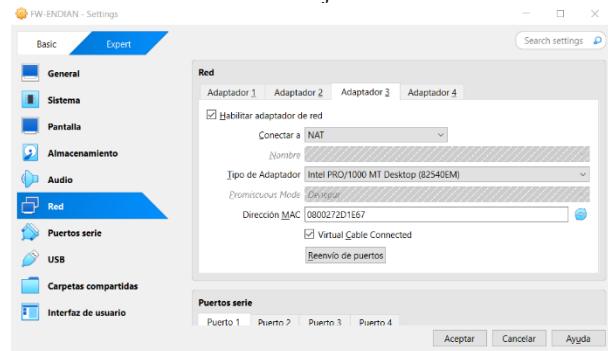 FW-ENDIAN - Settings
Basic Expert Search settings
General
Sistema
Pantalla
Almacenamiento
Audio
Red
Puertos serie
USB
Carpetas compartidas
Interfaz de usuario
Red
Adaptador 1 Adaptador 2 Adaptador 3 Adaptador 4
Habilitar adaptador de red
Conectar a NAT
Nombre
Tipo de Adaptador Intel PRO/1000 MT Desktop (82540EM)
Promiscuous Mode Denegar
Dirección MAC 0800272D1E67
Virtual Cable Connected
Reenvío de puertos
Puertos serie
Puerto 1 Puerto 2 Puerto 3 Puerto 4
Aceptar Cancelar Ayuda